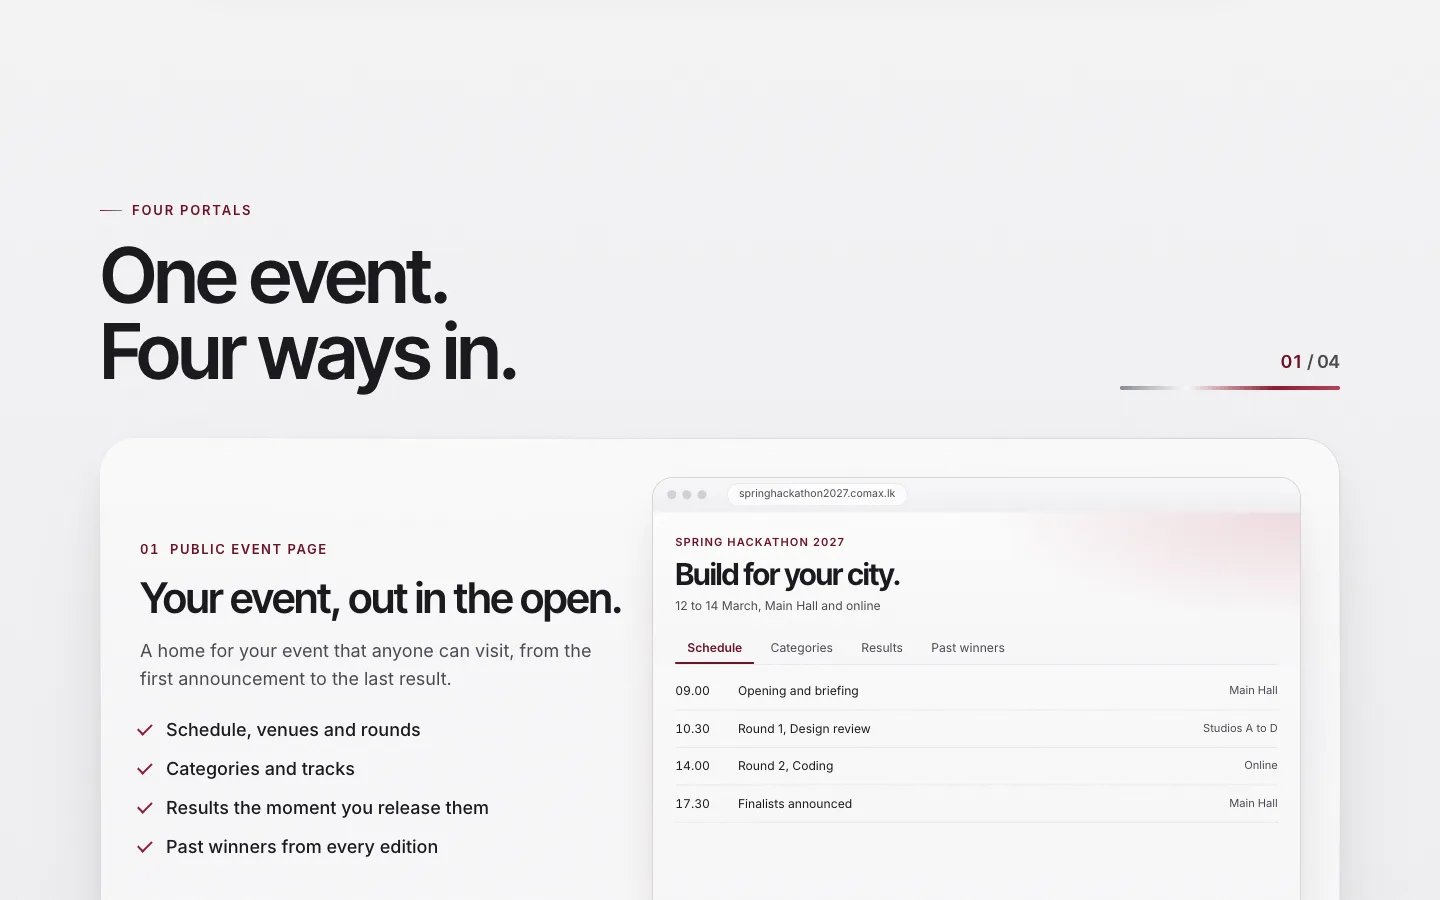 FOUR PORTALS
One event.
Four ways in.
01 / 04
01 PUBLIC EVENT PAGE
Your event, out in the open.
A home for your event that anyone can visit, from the
first announcement to the last result.
Schedule, venues and rounds
Categories and tracks
Results the moment you release them
Past winners from every edition
springhackathon2027.comax.lk
SPRING HACKATHON 2027
Build for your city.
12 to 14 March, Main Hall and online
Schedule Categories Results Past winners
09.00 Opening and briefing Main Hall
10.30 Round 1, Design review Studios A to D
14.00 Round 2, Coding Online
17.30 Finalists announced Main Hall